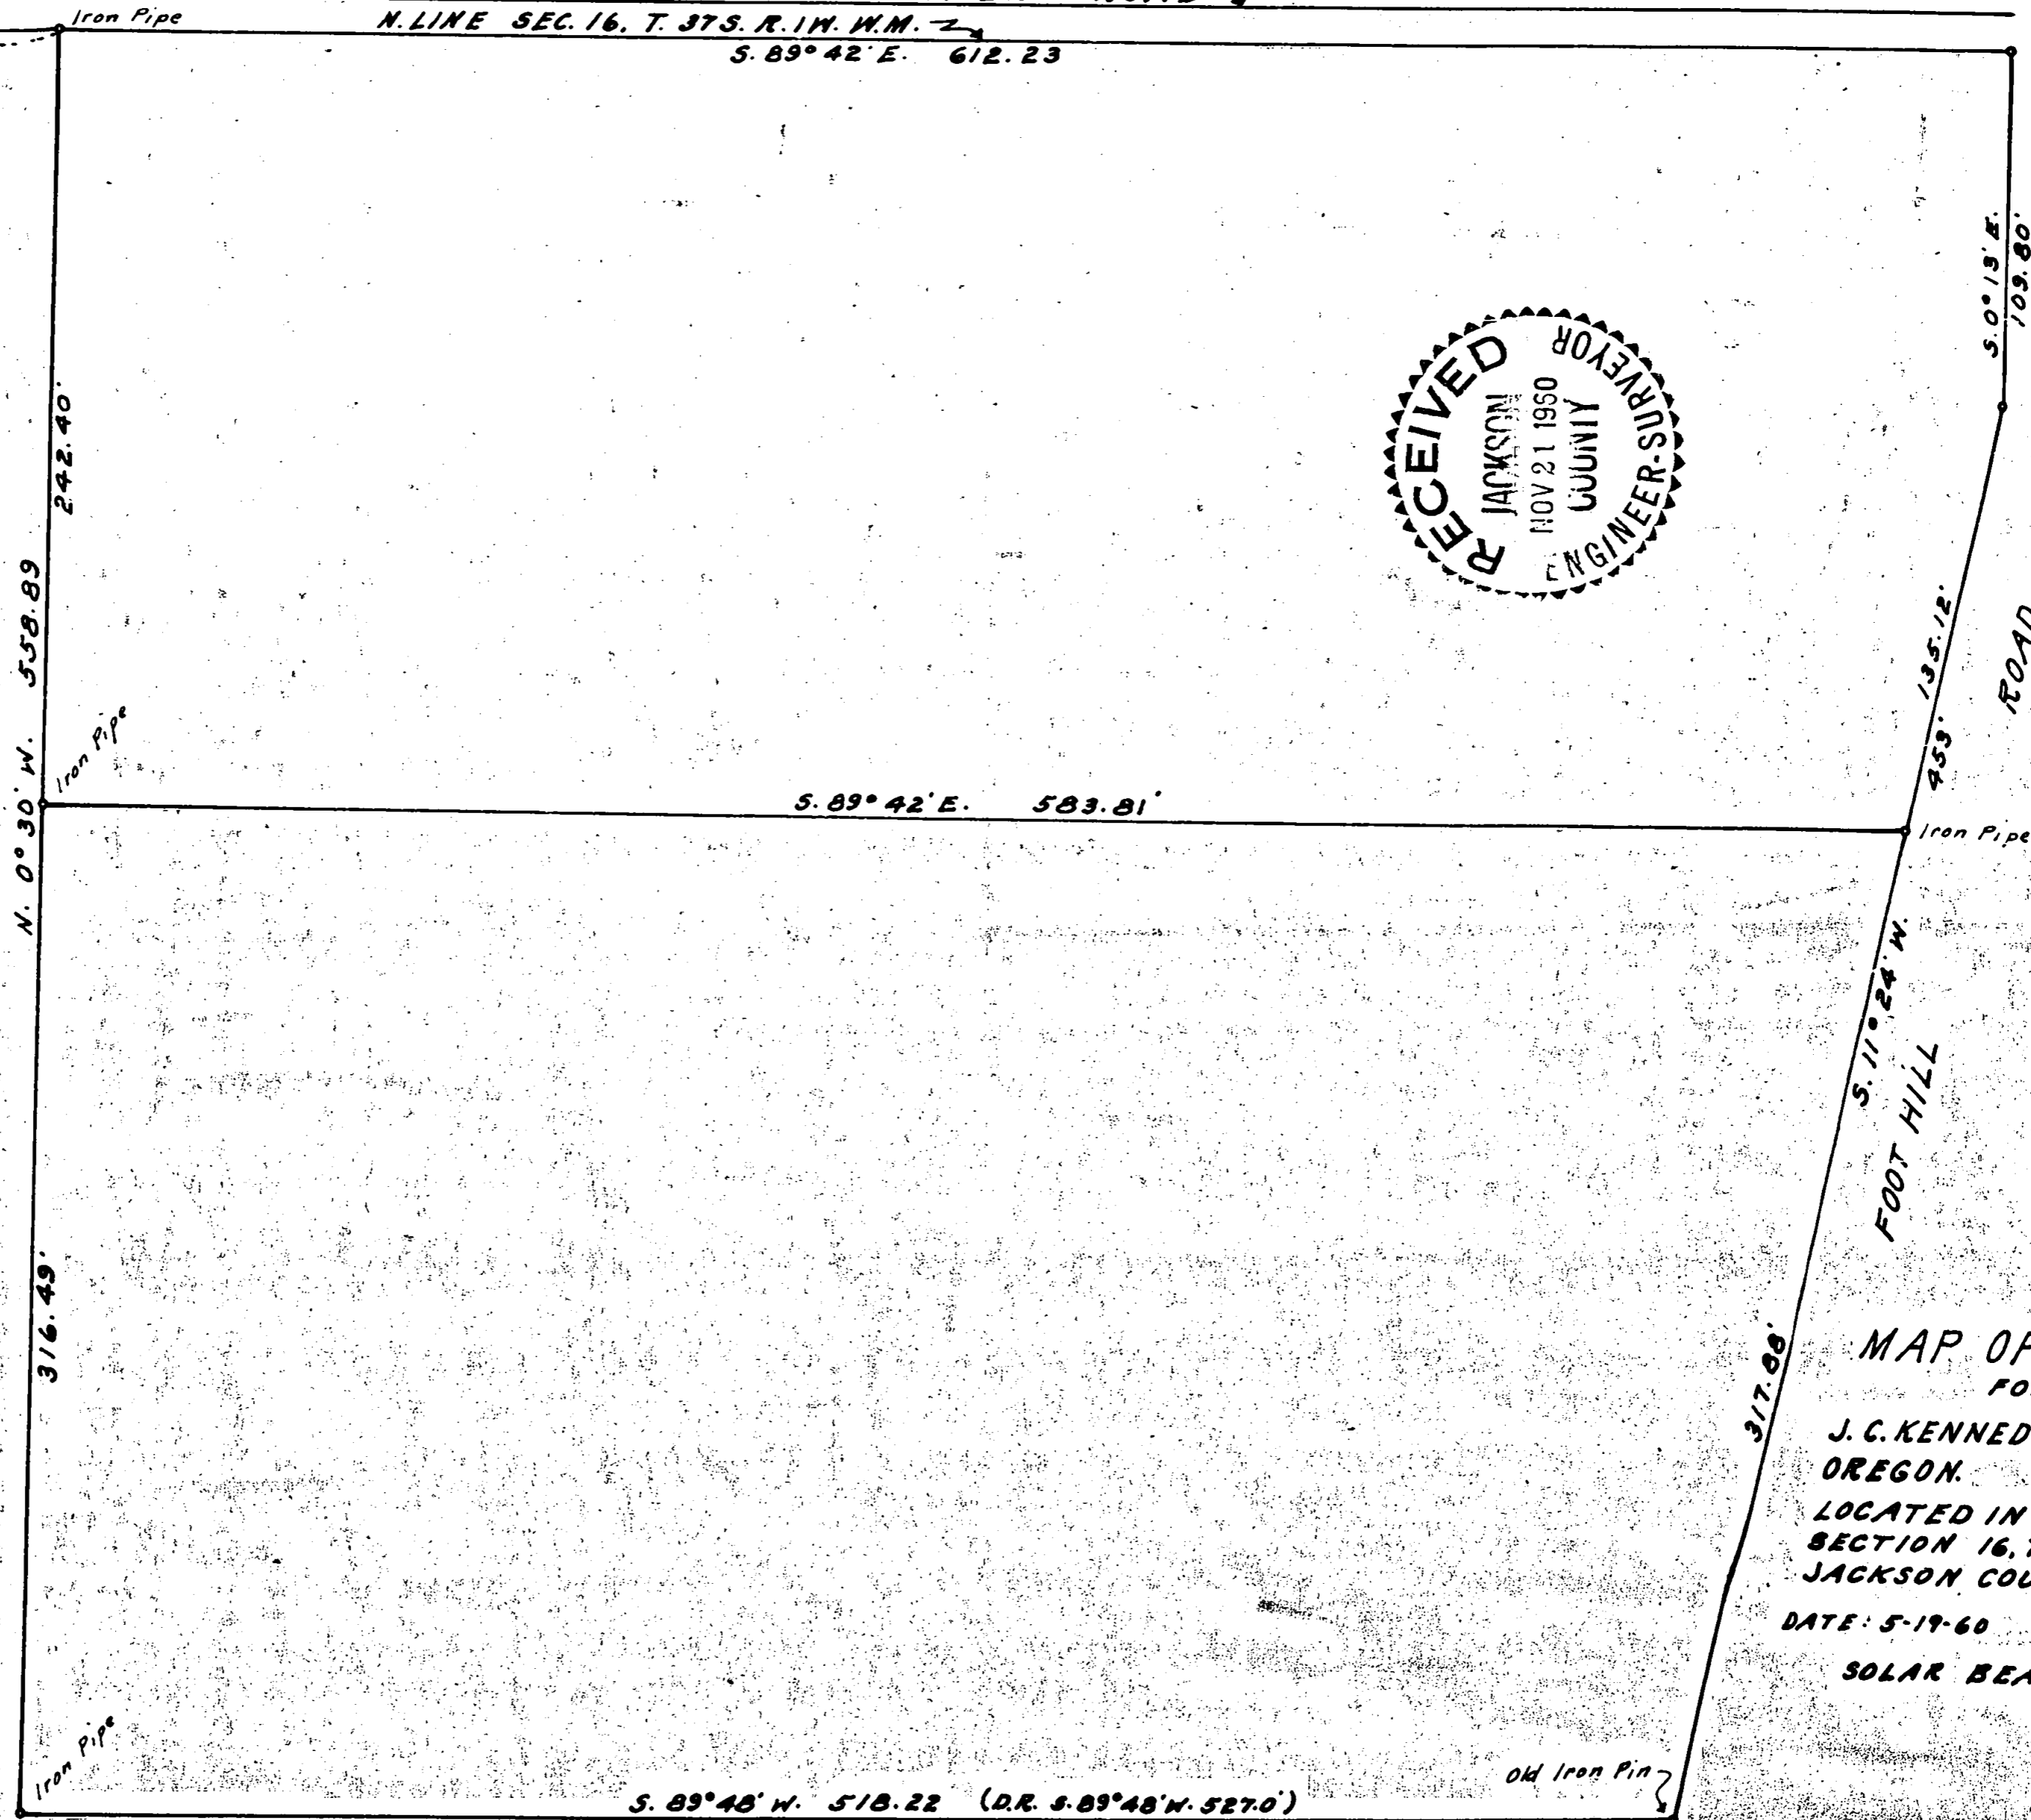 Iron Pipe
N. LINE SEC. 16, T. 37 S. R. 1 W. W.M.
S. 89° 42' E. 612.23
S. 0° 13' E.
109.80'
242.40'
RECEIVED
JACKSON
NOV 21 1960
COUNTY
ENGINEER-SURVEYOR
N. 0° 30' W. 558.89
Iron Pipe
135.12'
453'
ROAD
S. 89° 42' E. 583.81'
Iron Pipe
S. 11° 24' W.
FOOT HILL
316.49'
317.88'
MAP OF
FO
J. C. KENNED
OREGON.
LOCATED IN
SECTION 16, T
JACKSON COU
DATE: 5-19-60
SOLAR BEA
Iron Pipe
Old Iron Pin
S. 89° 48' W. 518.22 (D.R. S. 89° 48' W. 527.0')